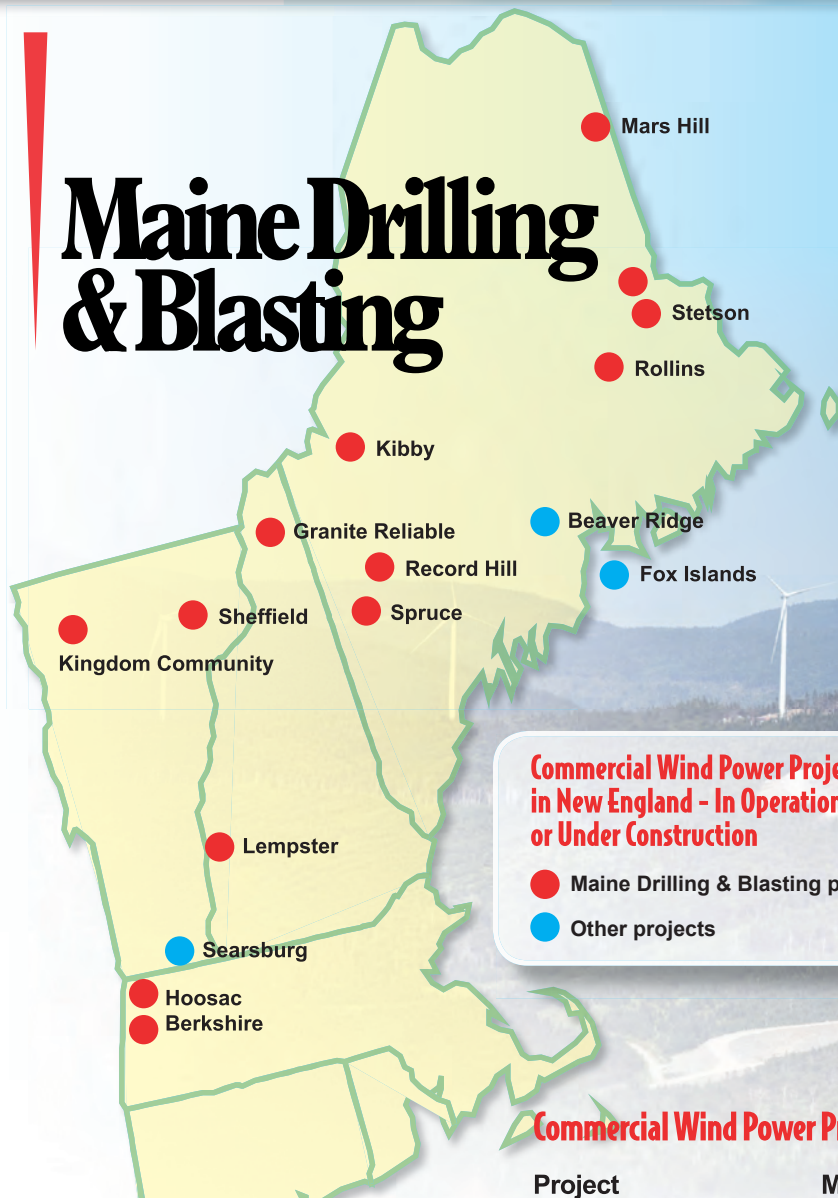 Maine Drilling
& Blasting
Mars Hill
Stetson
Rollins
Kibby
Beaver Ridge
Granite Reliable
Record Hill
Fox Islands
Sheffield
Spruce
Kingdom Community
Commercial Wind Power Proje
in New England - In Operation
or Under Construction
Maine Drilling & Blasting p
Other projects
Lempster
Searsburg
Hoosac
Berkshire
Commercial Wind Power P
Project M